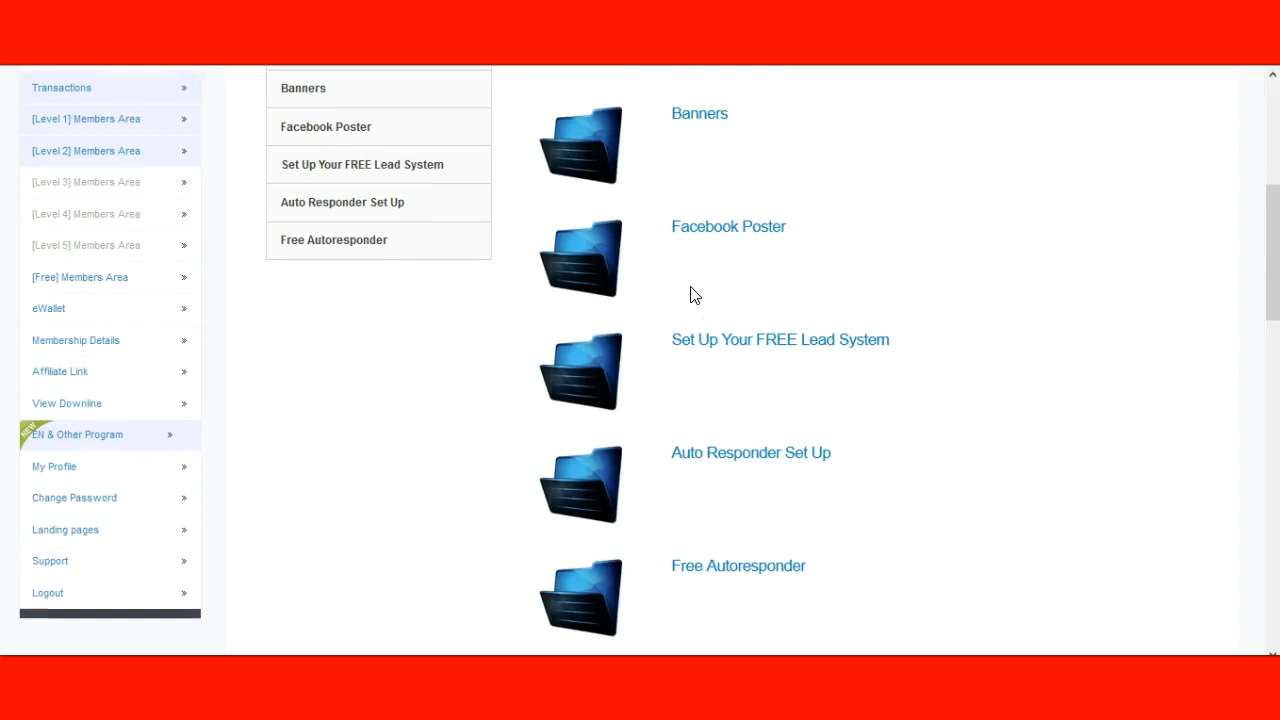 Transactions »
[Level 1] Members Area »
[Level 2] Members Area »
[Level 3] Members Area »
[Level 4] Members Area »
[Level 5] Members Area »
[Free] Members Area »
eWallet »
Membership Details »
Affiliate Link »
View Downline »
NEW
EN & Other Program »
My Profile »
Change Password »
Landing pages »
Support »
Logout »
Banners
Facebook Poster
Set Up Your FREE Lead System
Auto Responder Set Up
Free Autoresponder
Banners
Facebook Poster
Set Up Your FREE Lead System
Auto Responder Set Up
Free Autoresponder